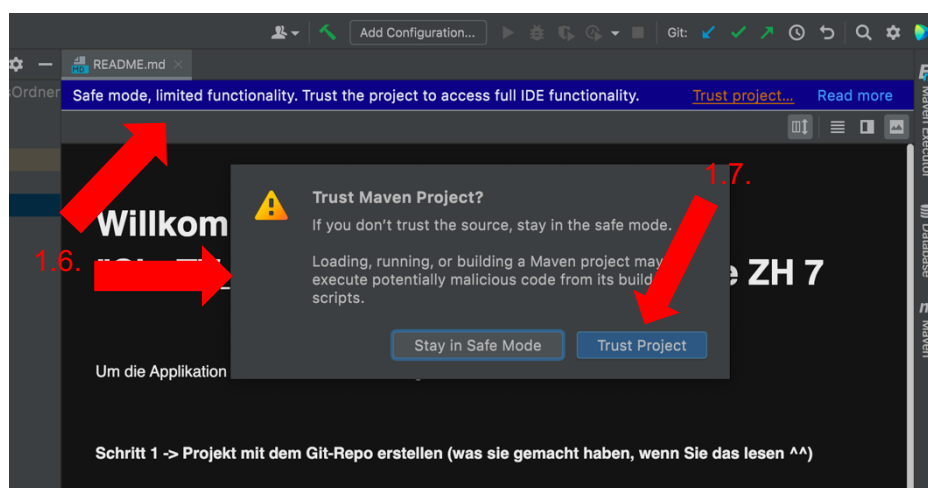 Add Configuration...
Git:
README.md
Ordner
Safe mode, limited functionality. Trust the project to access full IDE functionality. Trust project... Read more
1.7.
Trust Maven Project?
If you don't trust the source, stay in the safe mode.
Willkom
1.6.
Loading, running, or building a Maven project may
execute potentially malicious code from its build
scripts.
ZH 7
Stay in Safe Mode
Trust Project
Um die Applikation
Schritt 1 -> Projekt mit dem Git-Repo erstellen (was sie gemacht haben, wenn Sie das lesen ^^)
Maven Executor
Database
Maven